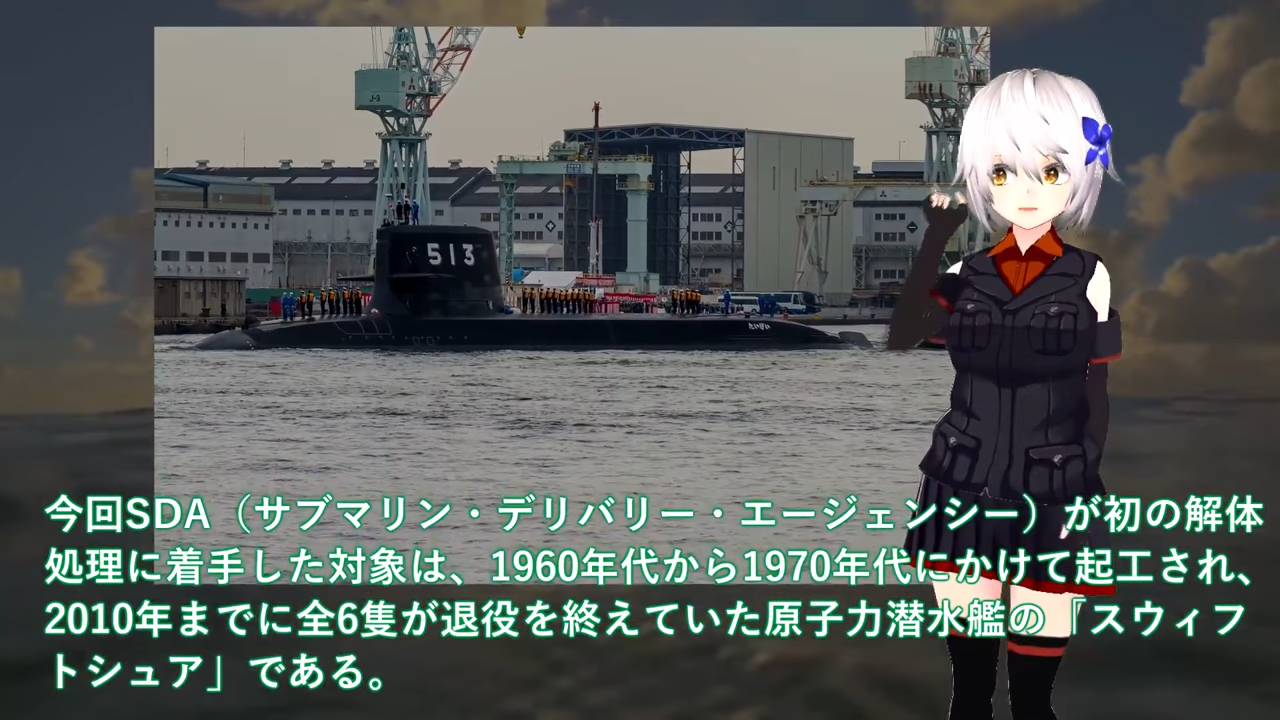 J-3
513
たいげい
今回SDA（サブマリン・デリバリー・エージェンシー）が初の解体
処理に着手した対象は、1960年代から1970年代にかけて起工され、
2010年までに全6隻が退役を終えていた原子力潜水艦の「スウィフ
トシュア」である。